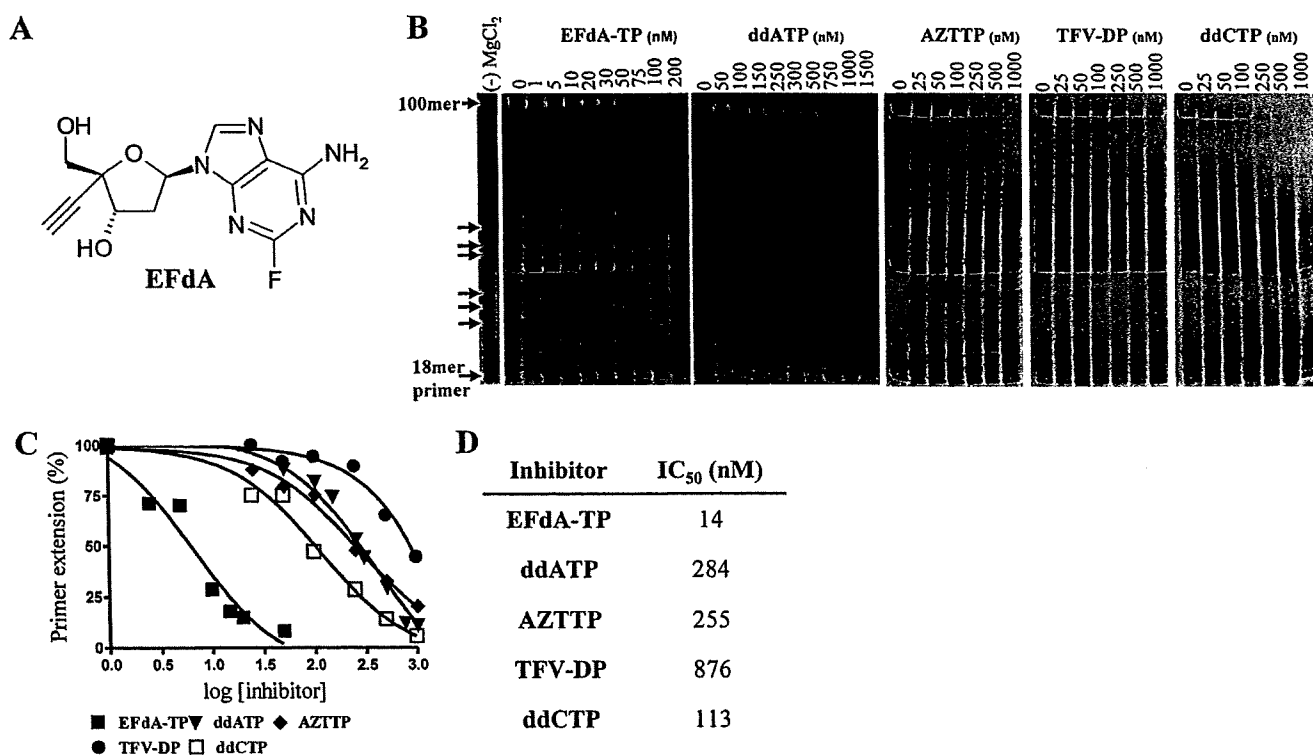 A
OH
O
N
N
NH₂
N
N
HO
F
EFdA
B
(-) MgCl₂
EFdA-TP (nM)
ddATP (nM)
AZTTP (nM)
TFV-DP (nM)
ddCTP (nM)
0 1 5 10 20 30 50 75 100 200
0 50 100 150 250 300 500 750 1000 1500
0 25 50 100 250 500 1000
0 25 50 100 250 500 1000
0 25 50 100 250 500 1000
100mer
18mer
primer
C
Primer extension (%)
100
75
50
25
0
0.0 0.5 1.0 1.5 2.0 2.5 3.0
log [inhibitor]
EFdA-TP ddATP AZTTP
TFV-DP ddCTP
D
Inhibitor IC₅₀ (nM)
EFdA-TP 14
ddATP 284
AZTTP 255
TFV-DP 876
ddCTP 113